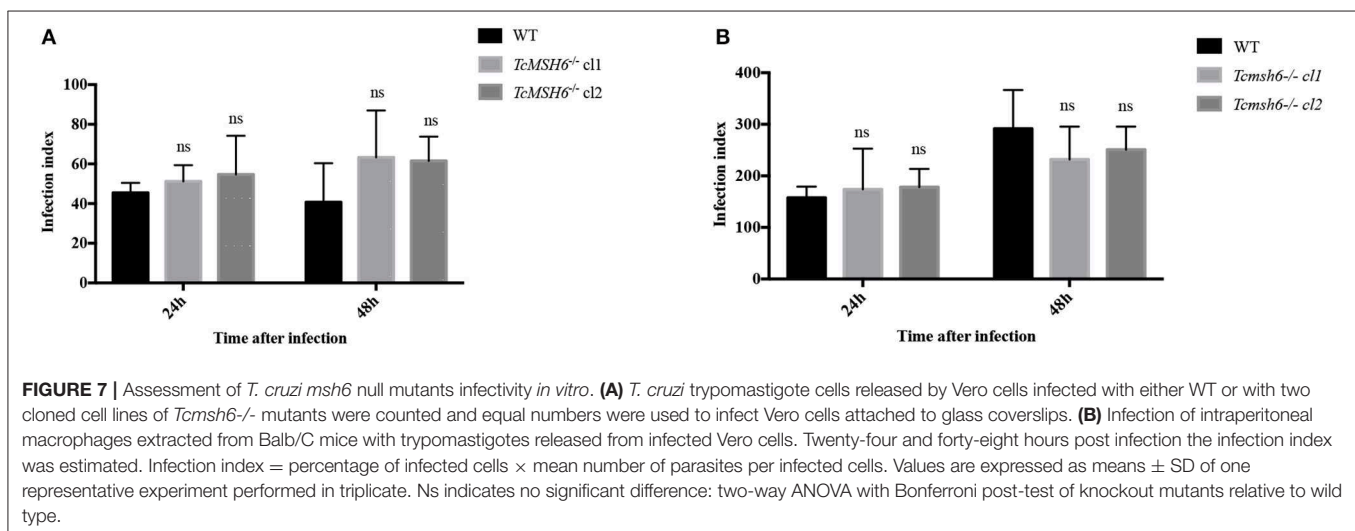 A
WT
TcMSH6-/- cl1
TcMSH6-/- cl2
Infection index
100
80
60
40
20
0
ns
ns
ns
ns
24h
48h
Time after infection
B
WT
Tcmsh6-/- cl1
Tcmsh6-/- cl2
Infection index
400
300
200
100
0
ns
ns
ns
ns
24h
48h
Time after infection
FIGURE 7 | Assessment of T. cruzi msh6 null mutants infectivity in vitro. (A) T. cruzi trypomastigote cells released by Vero cells infected with either WT or with two
cloned cell lines of Tcmsh6-/- mutants were counted and equal numbers were used to infect Vero cells attached to glass coverslips. (B) Infection of intraperitoneal
macrophages extracted from Balb/C mice with trypomastigotes released from infected Vero cells. Twenty-four and forty-eight hours post infection the infection index
was estimated. Infection index = percentage of infected cells × mean number of parasites per infected cells. Values are expressed as means ± SD of one
representative experiment performed in triplicate. Ns indicates no significant difference: two-way ANOVA with Bonferroni post-test of knockout mutants relative to wild
type.